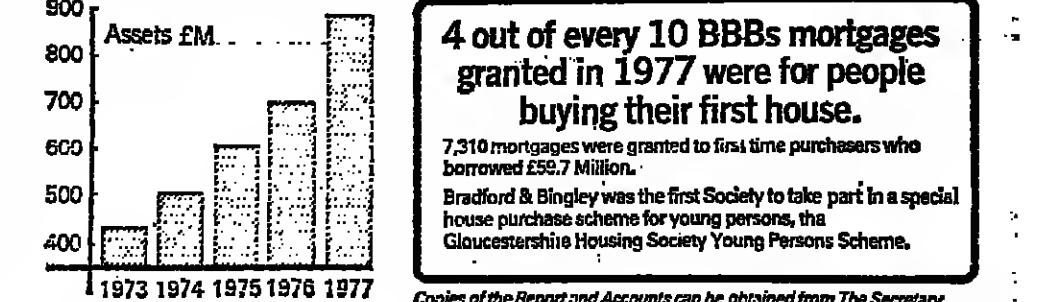 900
Assets £M
800
700
600
500
400
1973 1974 1975 1976 1977
4 out of every 10 BBBs mortgages
granted in 1977 were for people
buying their first house.
7,310 mortgages were granted to first time purchasers who
borrowed £59.7 Million.
Bradford & Bingley was the first Society to take part in a special
house purchase scheme for young persons, tha
Gloucestershire Housing Society Young Persons Scheme.
Copies of the Report and Accounts can be obtained from The Secretary